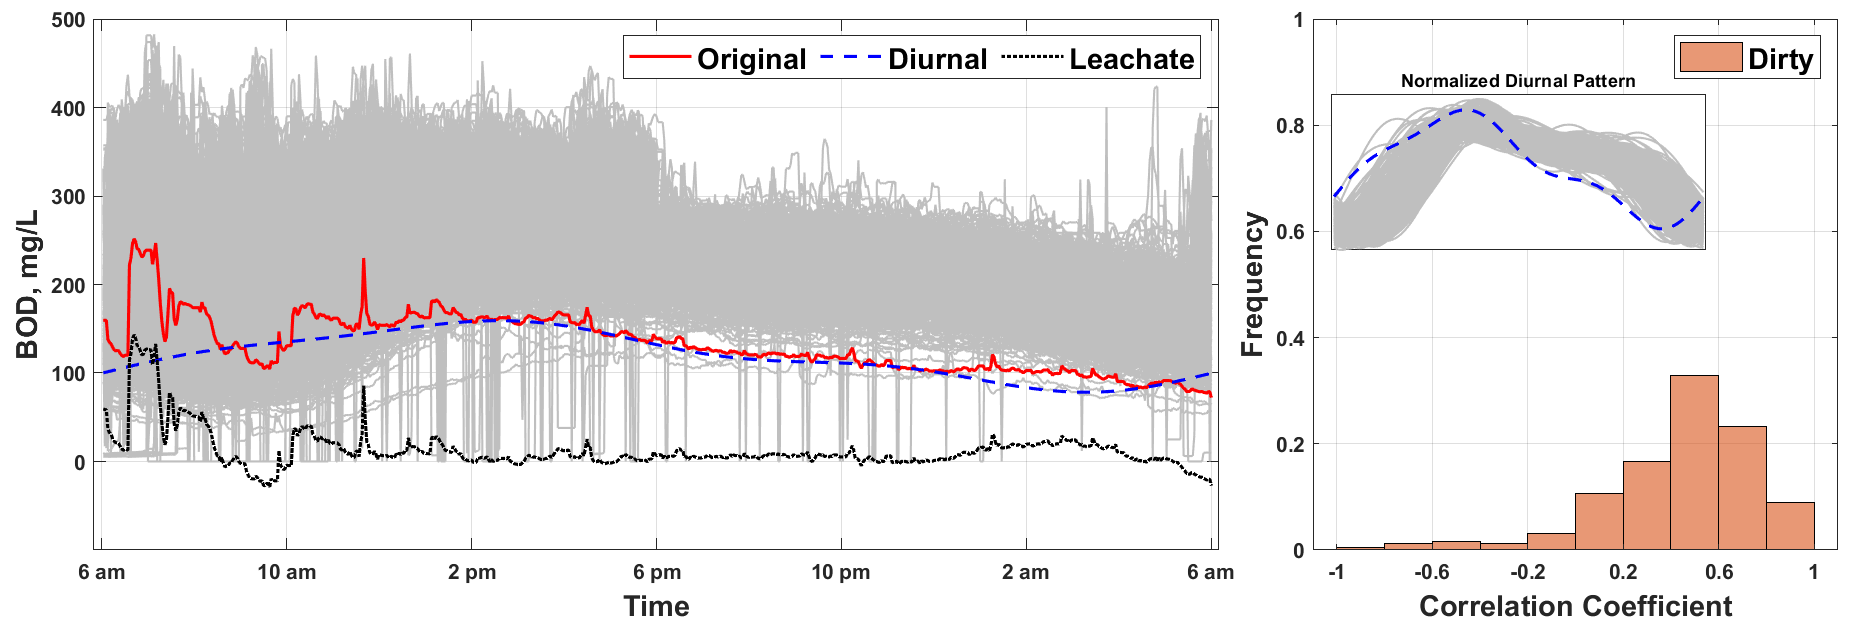 500
400
300
200
100
0
BOD, mg/L
Original Diurnal Leachate
6 am 10 am 2 pm 6 pm 10 pm 2 am 6 am
Time
1
0.8
0.6
0.4
0.2
0
Frequency
Dirty
Normalized Diurnal Pattern
-1 -0.6 -0.2 0.2 0.6 1
Correlation Coefficient